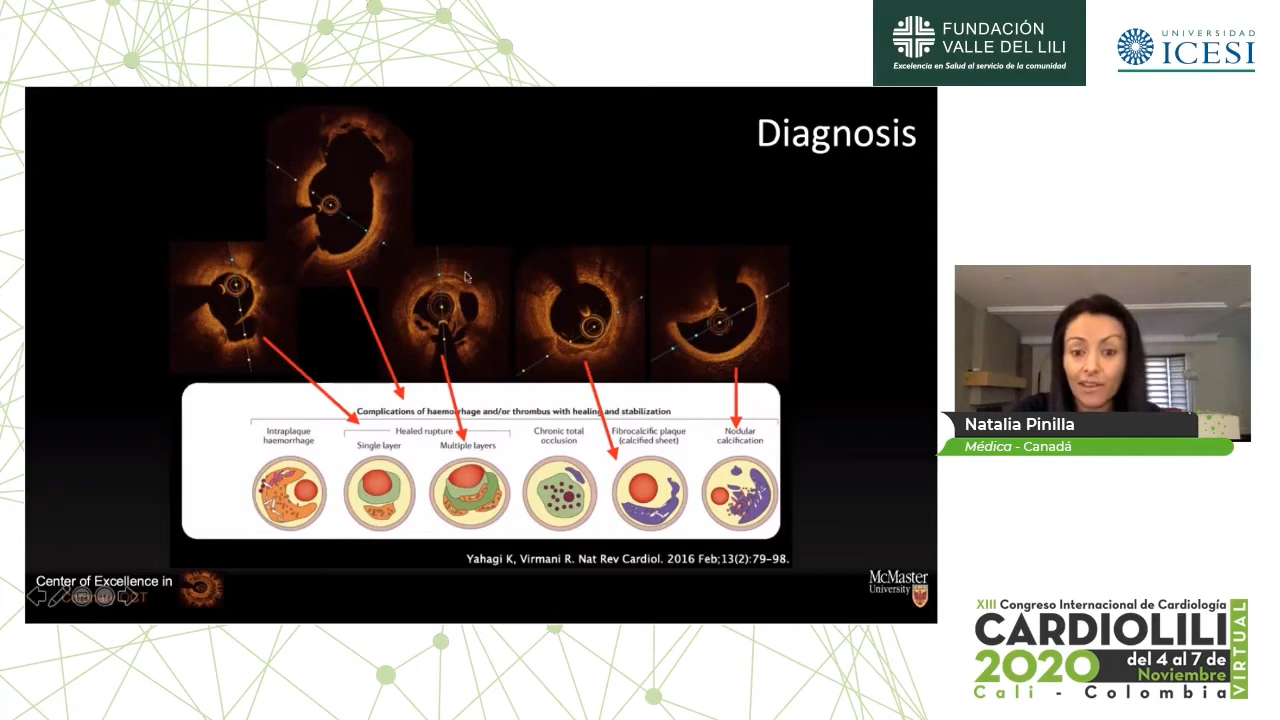 FUNDACIÓN
VALLE DEL LILI
Excelencia en Salud al servicio de la comunidad
UNIVERSIDAD
ICESI
Diagnosis
Complications of haemorrhage and/or thrombus with healing and stabilization
Intraplaque
haemorrhage
Healed rupture
Single layer
Multiple layers
Chronic total
occlusion
Fibrocalcific plaque
(calcified sheet)
Nodular
calcification
Yahagi K, Virmani R. Nat Rev Cardiol. 2016 Feb;13(2):79–98.
Center of Excellence in
McMaster
University
Natalia Pinilla
Médica - Canadá
XIII Congreso Internacional de Cardiología
CARDIOLILI
2020 del 4 al 7 de
Noviembre
Cali - Colombia
VIRTUAL